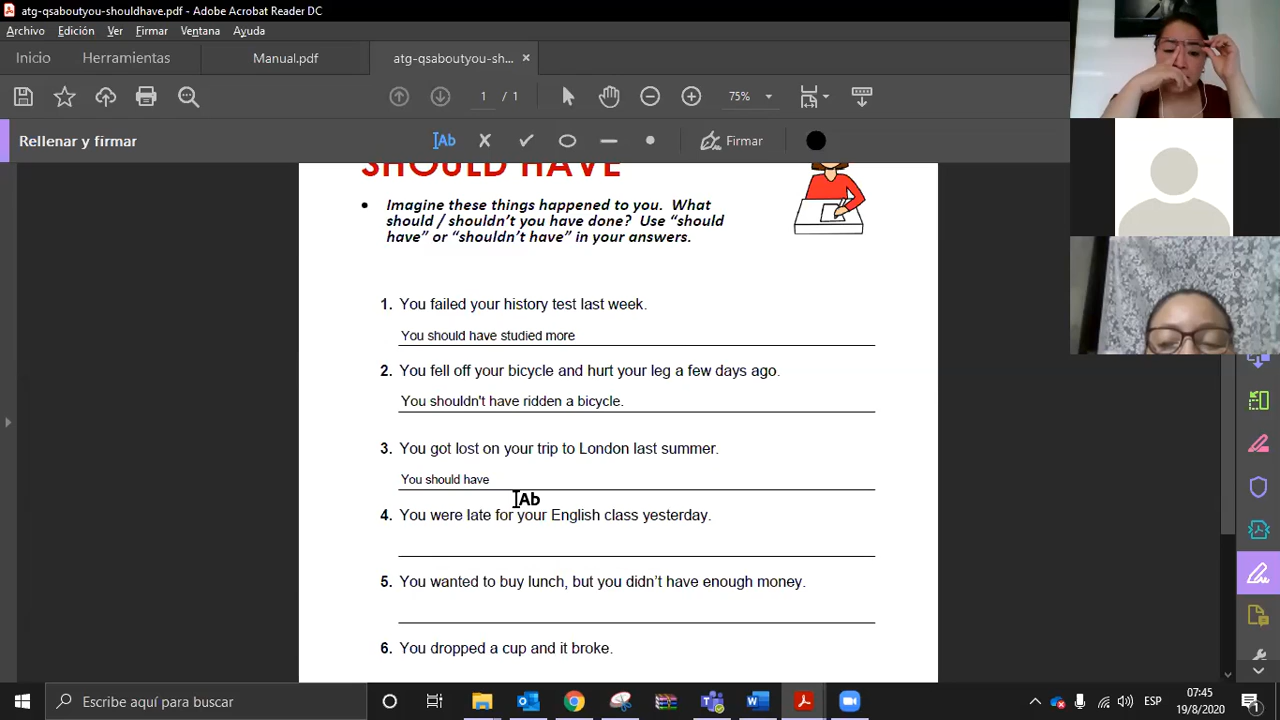 atg-qsaboutyou-shouldhave.pdf - Adobe Acrobat Reader DC
Archivo Edición Ver Firmar Ventana Ayuda
Inicio Herramientas Manual.pdf atg-qsaboutyou-sh... ×
1 / 1 75%
Rellenar y firmar Ab Firmar
SHOULD HAVE
• Imagine these things happened to you. What
should / shouldn't you have done? Use "should
have" or "shouldn't have" in your answers.
1. You failed your history test last week.
You should have studied more
2. You fell off your bicycle and hurt your leg a few days ago.
You shouldn't have ridden a bicycle.
3. You got lost on your trip to London last summer.
You should have
Ab
4. You were late for your English class yesterday.
5. You wanted to buy lunch, but you didn't have enough money.
6. You dropped a cup and it broke.
Escribe aquí para buscar
ESP
07:45
19/8/2020
1